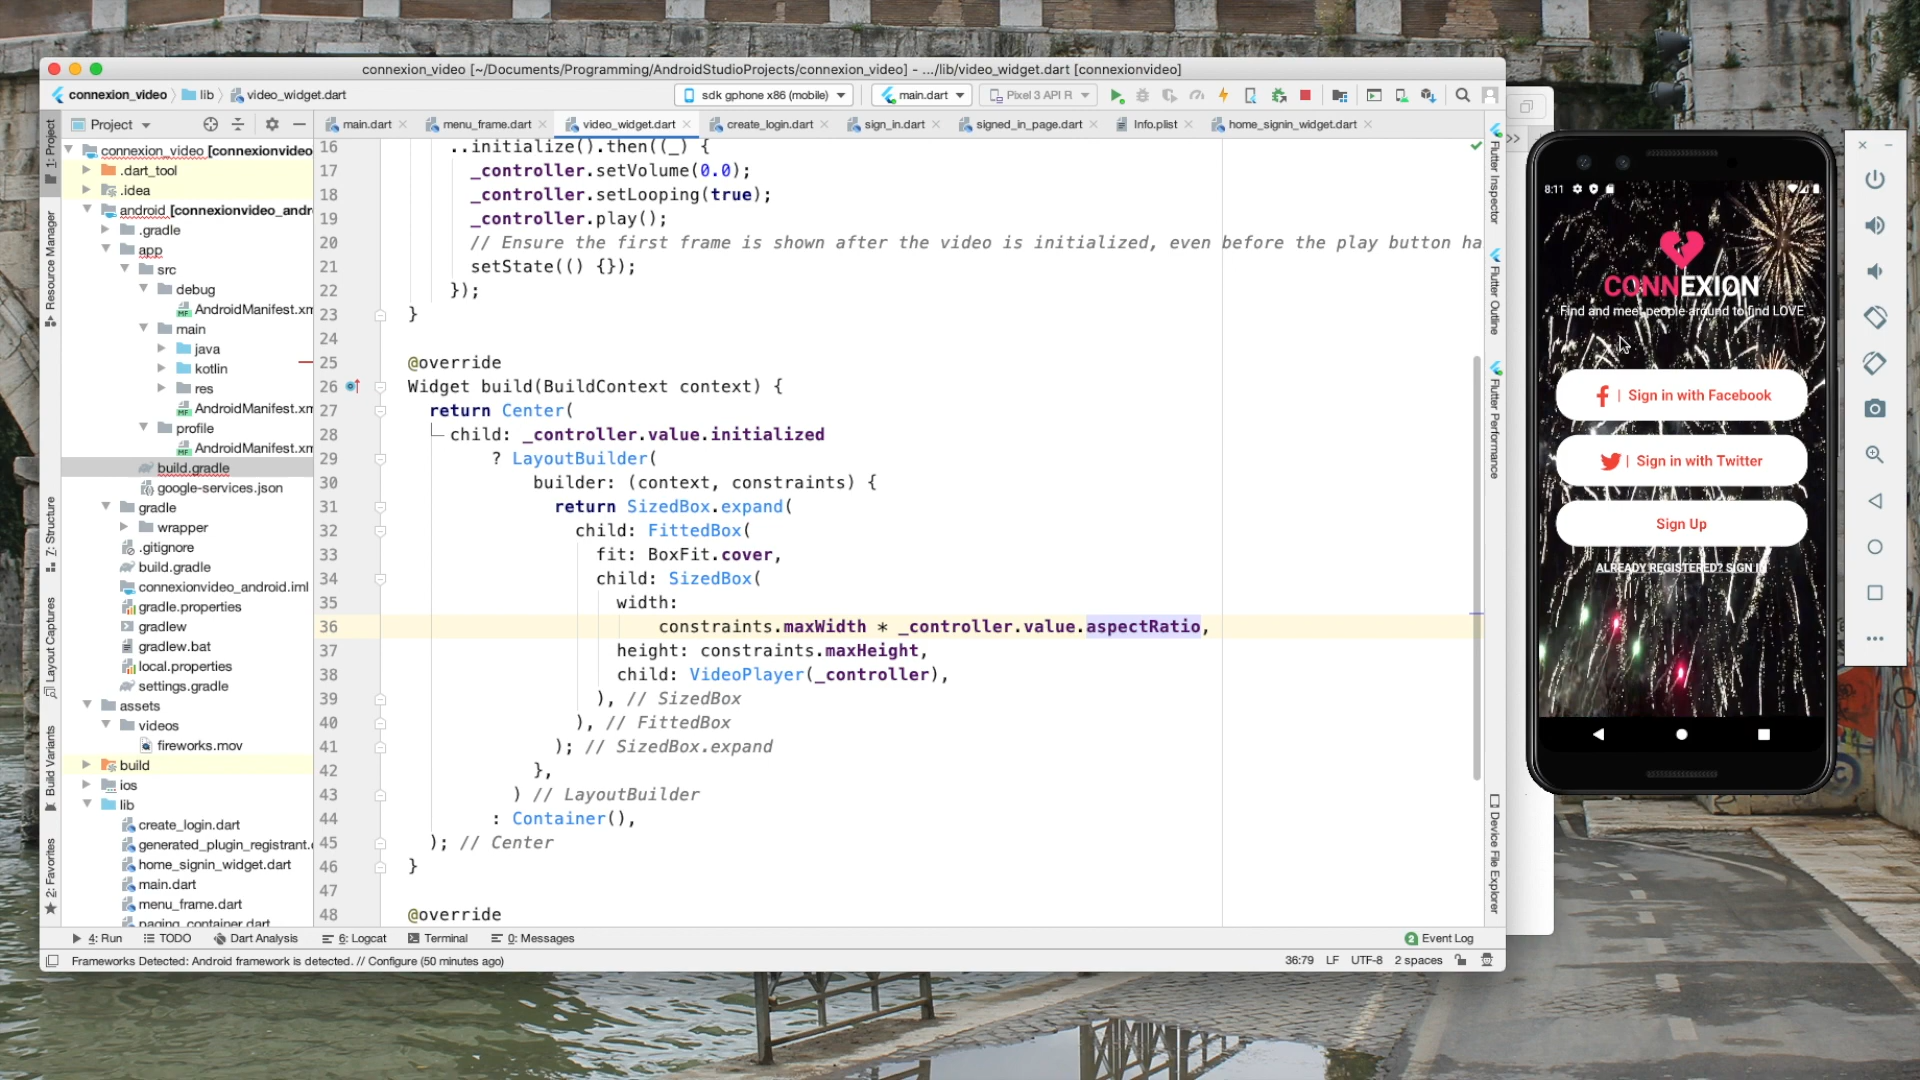 connexion_video [~/Documents/Programming/AndroidStudioProjects/connexion_video] - .../lib/video_widget.dart [connexionvideo]
connexion_video lib video_widget.dart
sdk gphone x86 (mobile) main.dart Pixel 3 API R
Project
main.dart menu_frame.dart video_widget.dart create_login.dart sign_in.dart signed_in_page.dart Info.plist home_signin_widget.dart
1: Project
Resource Manager
7: Structure
Layout Captures
Build Variants
2: Favorites
connexion_video [connexionvideo
.dart_tool
.idea
android [connexionvideo_andr
.gradle
app
src
debug
AndroidManifest.xm
main
java
kotlin
res
AndroidManifest.xm
profile
AndroidManifest.xm
build.gradle
google-services.json
gradle
wrapper
.gitignore
build.gradle
connexionvideo_android.iml
gradle.properties
gradlew
gradlew.bat
local.properties
settings.gradle
assets
videos
fireworks.mov
build
ios
lib
create_login.dart
generated_plugin_registrant.
home_signin_widget.dart
main.dart
menu_frame.dart
paging_container.dart
16 ..initialize().then((_) {
17 _controller.setVolume(0.0);
18 _controller.setLooping(true);
19 _controller.play();
20 // Ensure the first frame is shown after the video is initialized, even before the play button ha
21 setState(() {});
22 });
23 }
24
25 @override
26 Widget build(BuildContext context) {
27 return Center(
28 child: _controller.value.initialized
29 ? LayoutBuilder(
30 builder: (context, constraints) {
31 return SizedBox.expand(
32 child: FittedBox(
33 fit: BoxFit.cover,
34 child: SizedBox(
35 width:
36 constraints.maxWidth * _controller.value.aspectRatio,
37 height: constraints.maxHeight,
38 child: VideoPlayer(_controller),
39 ), // SizedBox
40 ), // FittedBox
41 ); // SizedBox.expand
42 },
43 ) // LayoutBuilder
44 : Container(),
45 ); // Center
46 }
47
48 @override
Flutter Inspector
Flutter Outline
Flutter Performance
Device File Explorer
4: Run TODO Dart Analysis 6: Logcat Terminal 0: Messages 2 Event Log
Frameworks Detected: Android framework is detected. // Configure (50 minutes ago) 36:79 LF UTF-8 2 spaces
8:11
CONNEXION
Find and meet people around to find LOVE
| Sign in with Facebook
| Sign in with Twitter
Sign Up
ALREADY REGISTERED? SIGN IN